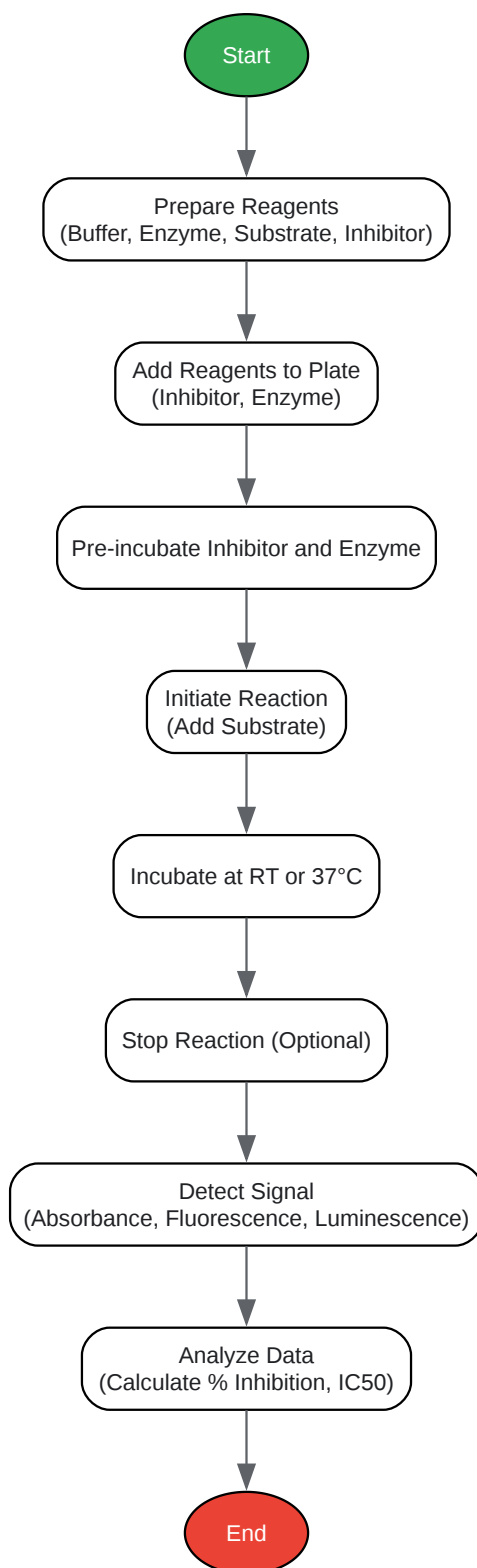 Start
Prepare Reagents
(Buffer, Enzyme, Substrate, Inhibitor)
Add Reagents to Plate
(Inhibitor, Enzyme)
Pre-incubate Inhibitor and Enzyme
Initiate Reaction
(Add Substrate)
Incubate at RT or 37°C
Stop Reaction (Optional)
Detect Signal
(Absorbance, Fluorescence, Luminescence)
Analyze Data
(Calculate % Inhibition, IC50)
End